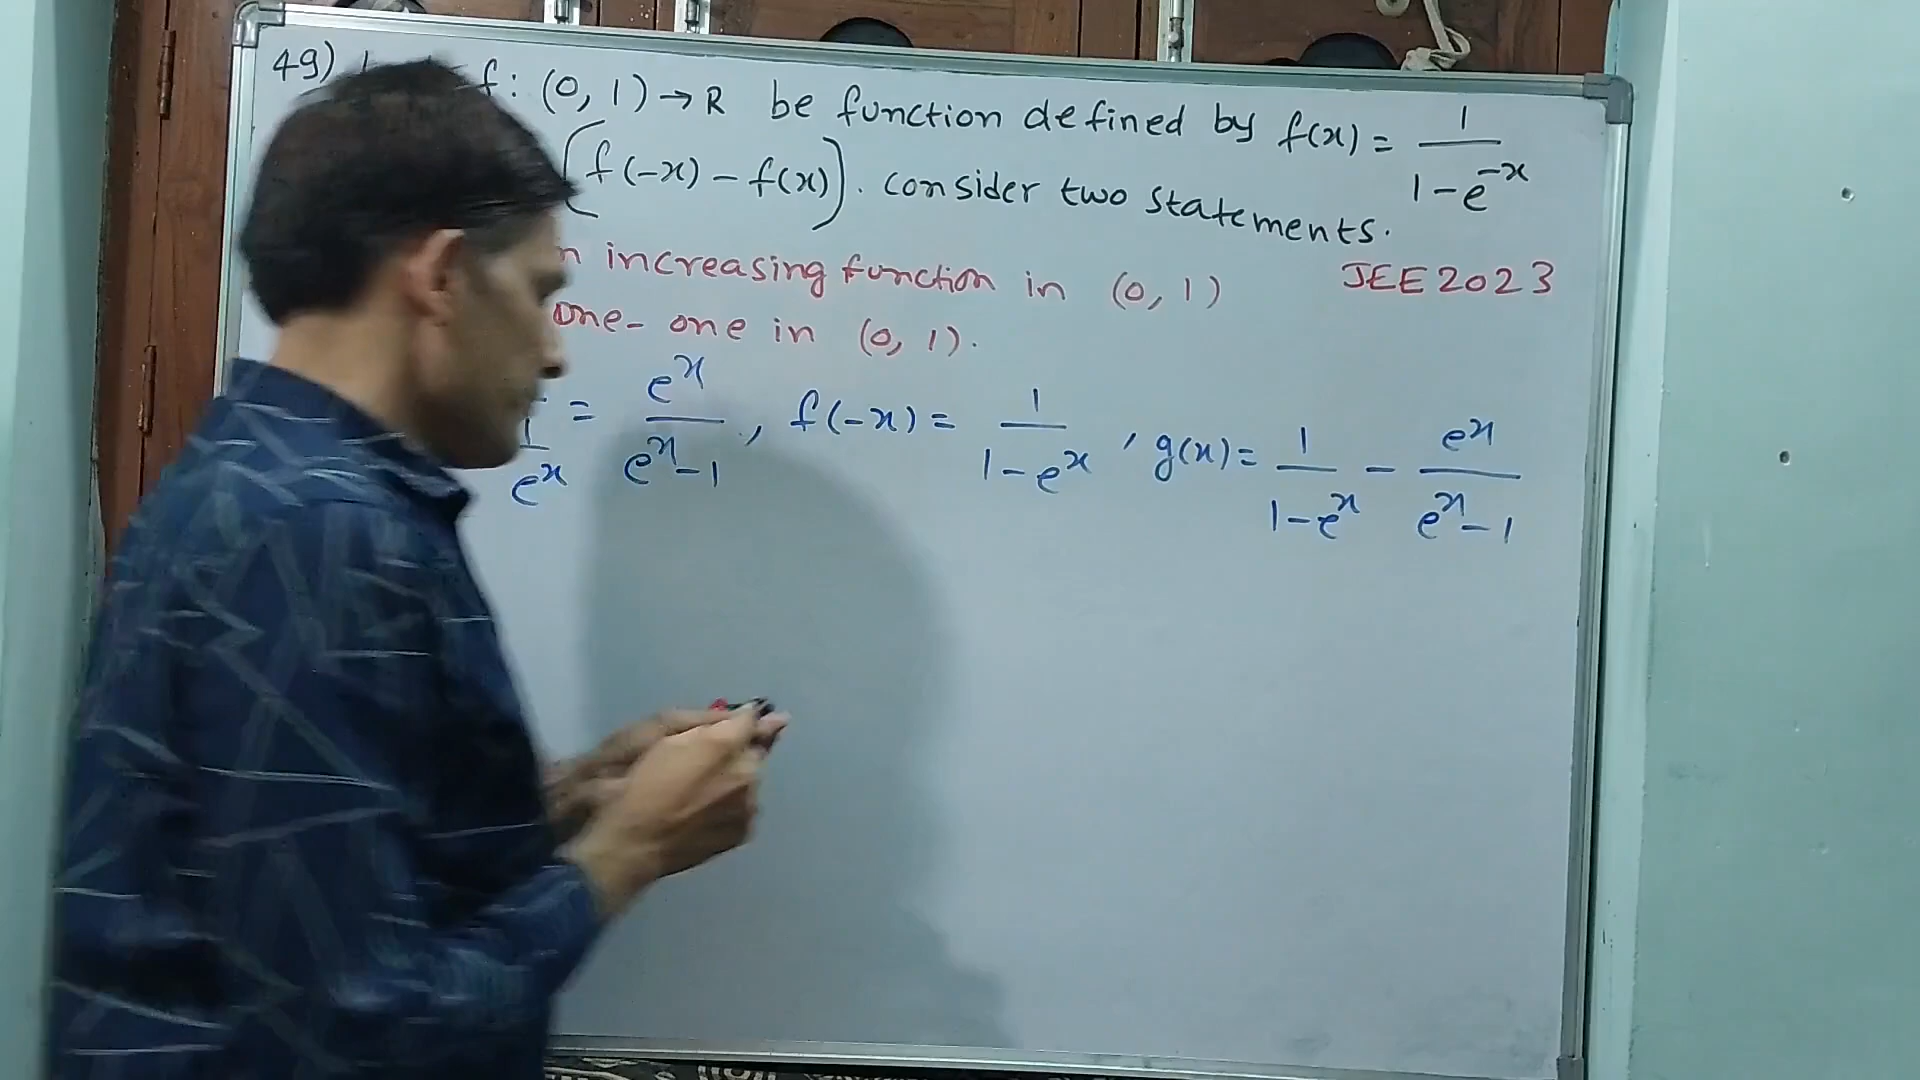 49) f : (0, 1) → R be function defined by f(x) = 1/(1 - e^-x)
(f(-x) - f(x)). consider two statements.
n increasing function in (0, 1) JEE 2023
one-one in (0, 1).
e^x = e^x/(e^x - 1), f(-x) = 1/(1 - e^x), g(x) = 1/(1 - e^x) - e^x/(e^x - 1)